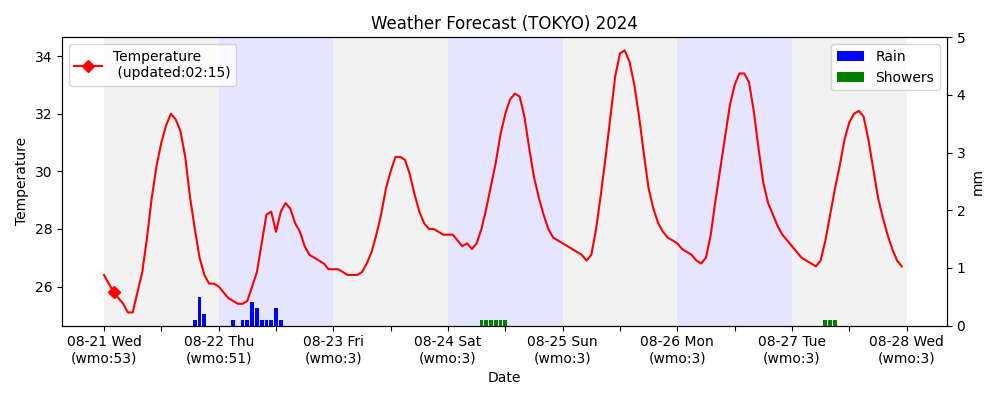 Weather Forecast (TOKYO) 2024
Temperature
(updated:02:15)
Rain
Showers
34
32
30
28
26
Temperature
5
4
3
2
1
0
mm
08-21 Wed
(wmo:53)
08-22 Thu
(wmo:51)
08-23 Fri
(wmo:3)
08-24 Sat
(wmo:3)
08-25 Sun
(wmo:3)
08-26 Mon
(wmo:3)
08-27 Tue
(wmo:3)
08-28 Wed
(wmo:3)
Date